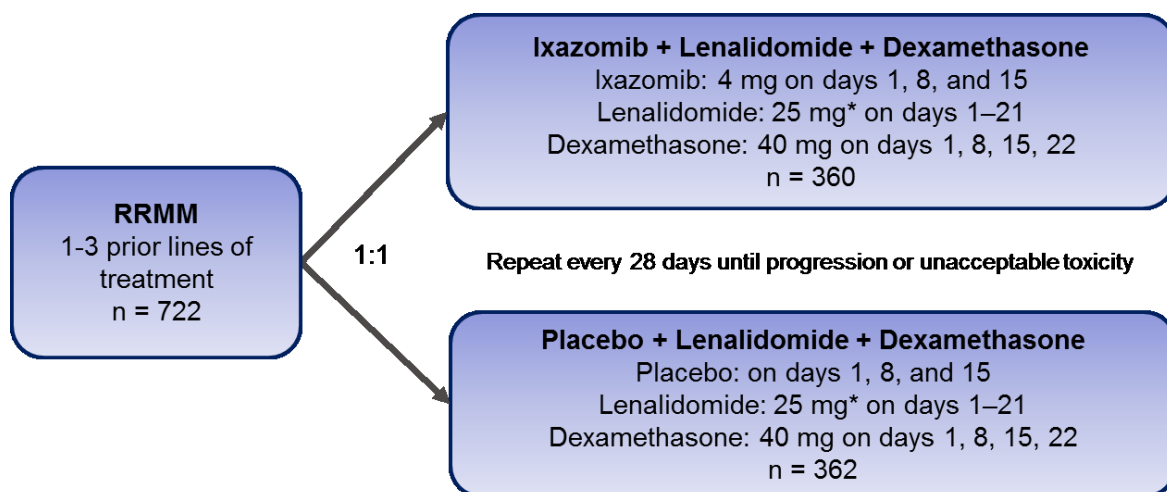 RRMM
1-3 prior lines of
treatment
n = 722
1:1
Ixazomib + Lenalidomide + Dexamethasone
Ixazomib: 4 mg on days 1, 8, and 15
Lenalidomide: 25 mg* on days 1–21
Dexamethasone: 40 mg on days 1, 8, 15, 22
n = 360
Repeat every 28 days until progression or unacceptable toxicity
Placebo + Lenalidomide + Dexamethasone
Placebo: on days 1, 8, and 15
Lenalidomide: 25 mg* on days 1–21
Dexamethasone: 40 mg on days 1, 8, 15, 22
n = 362